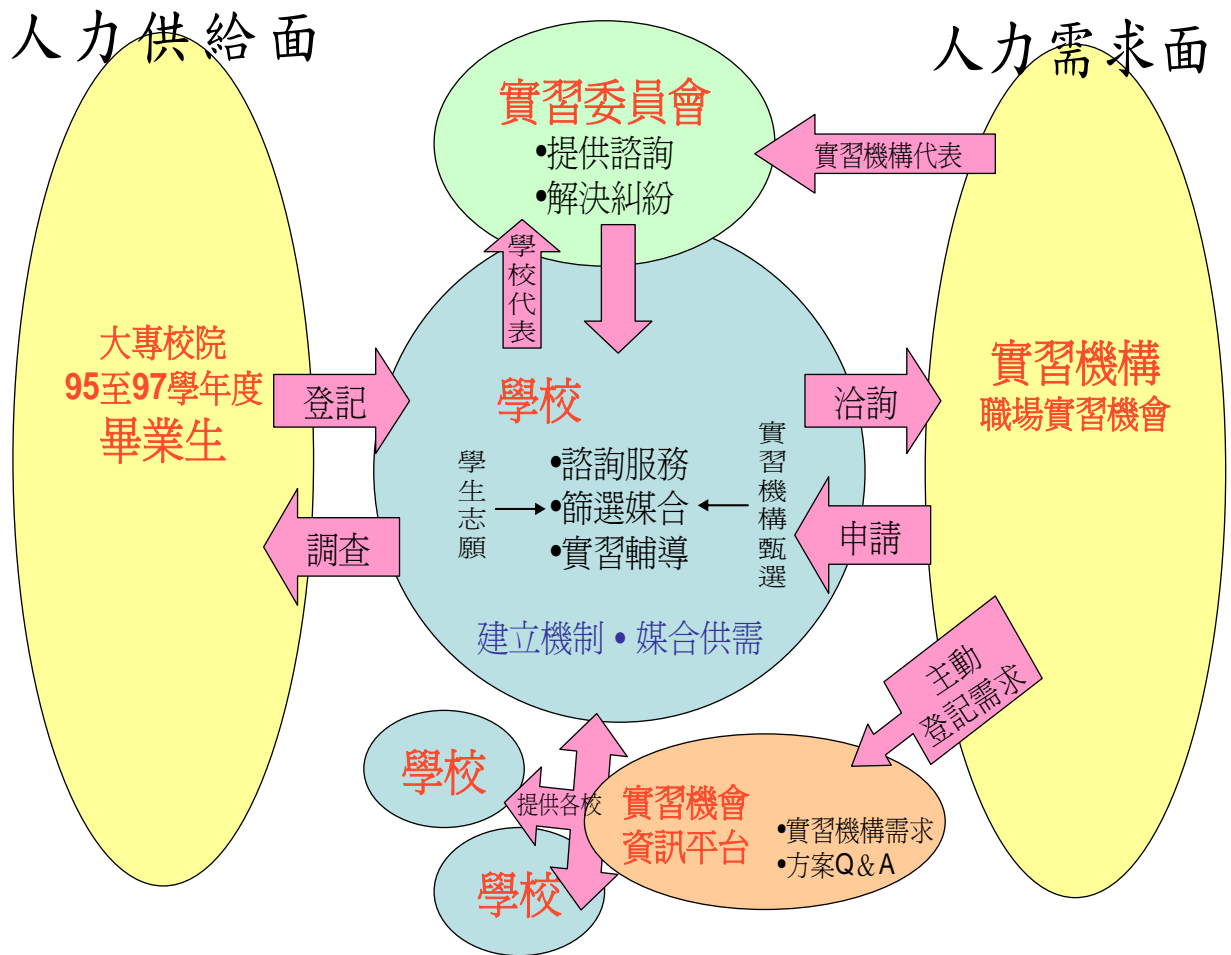 人力供給面
人力需求面
實習委員會
•提供諮詢
•解決糾紛
實習機構代表
學校代表
大專校院
95至97學年度
畢業生
登記
調查
學校
學生志願
•諮詢服務
•篩選媒合
•實習輔導
實習機構甄選
建立機制•媒合供需
洽詢
申請
實習機構
職場實習機會
主動
登記需求
學校
提供各校
學校
實習機會
資訊平台
•實習機構需求
•方案Q&A